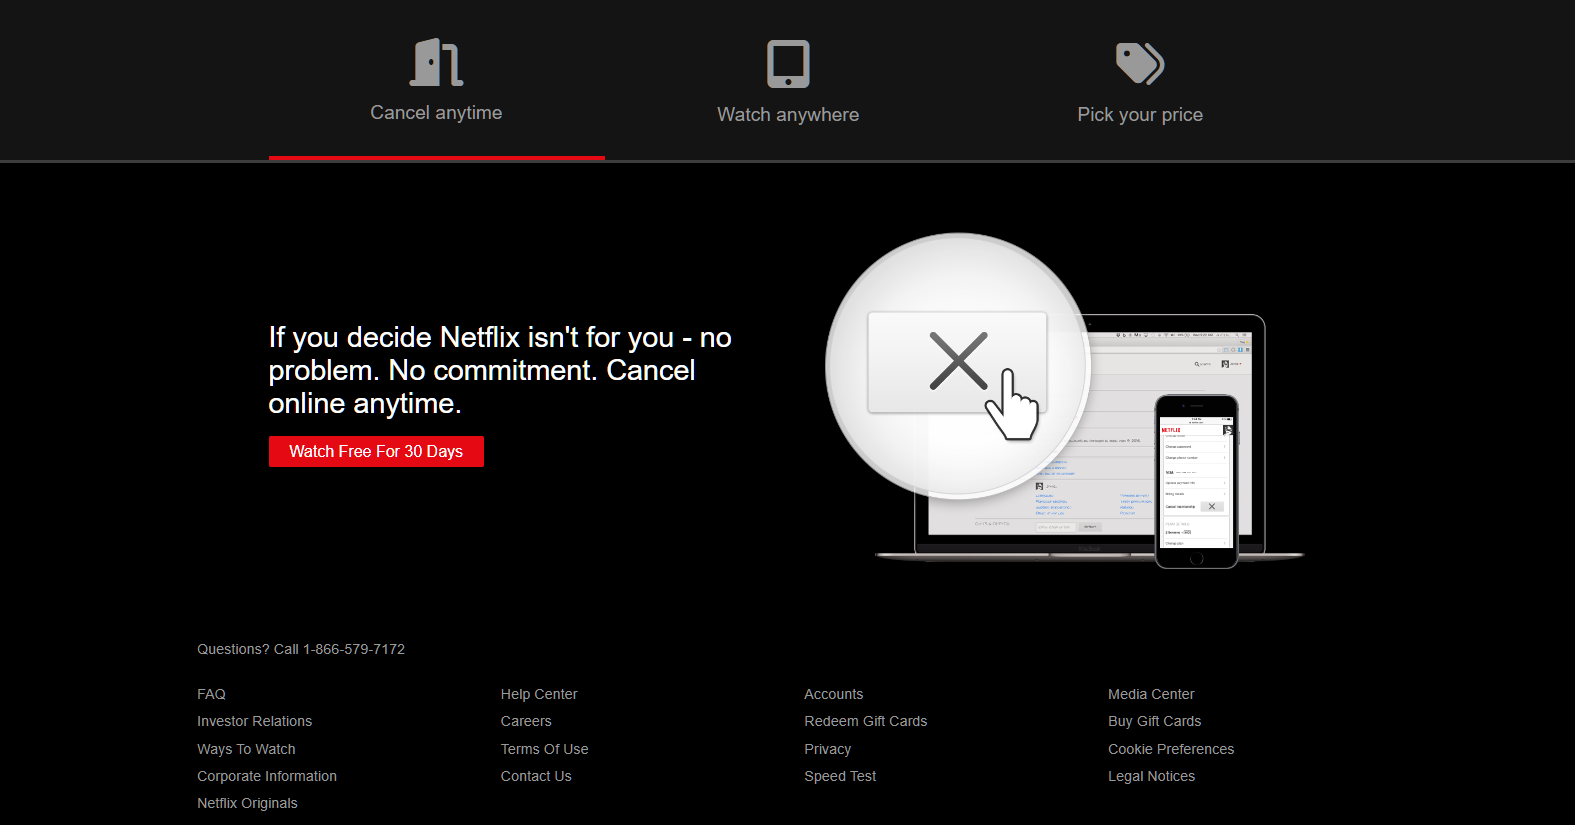 Cancel anytime
Watch anywhere
Pick your price
If you decide Netflix isn't for you - no
problem. No commitment. Cancel
online anytime.
Watch Free For 30 Days
NETFLIX
Cancel membership
Questions? Call 1-866-579-7172
FAQ
Help Center
Accounts
Media Center
Investor Relations
Careers
Redeem Gift Cards
Buy Gift Cards
Ways To Watch
Terms Of Use
Privacy
Cookie Preferences
Corporate Information
Contact Us
Speed Test
Legal Notices
Netflix Originals